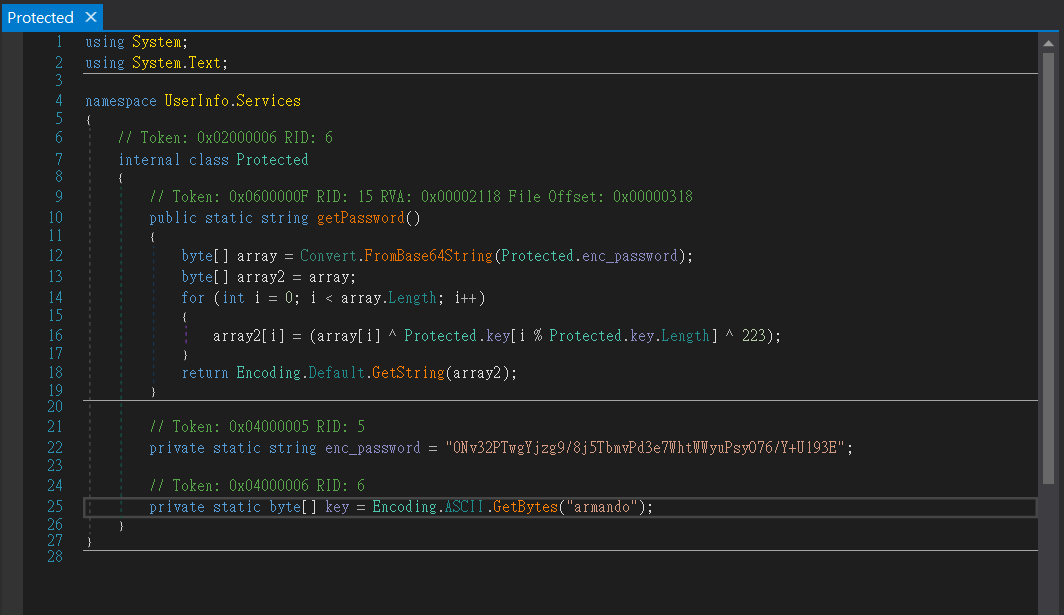 Protected ✕
1 using System;
2 using System.Text;
3
4 namespace UserInfo.Services
5 {
6 // Token: 0x02000006 RID: 6
7 internal class Protected
8 {
9 // Token: 0x0600000F RID: 15 RVA: 0x00002118 File Offset: 0x00000318
10 public static string getPassword()
11 {
12 byte[] array = Convert.FromBase64String(Protected.enc_password);
13 byte[] array2 = array;
14 for (int i = 0; i < array.Length; i++)
15 {
16 array2[i] = (array[i] ^ Protected.key[i % Protected.key.Length] ^ 223);
17 }
18 return Encoding.Default.GetString(array2);
19 }
20
21 // Token: 0x04000005 RID: 5
22 private static string enc_password = "0Nv32PTwgYjzg9/8j5TbmvPd3e7WhtWWyuPsyO76/Y+U193E";
23
24 // Token: 0x04000006 RID: 6
25 private static byte[] key = Encoding.ASCII.GetBytes("armando");
26 }
27 }
28